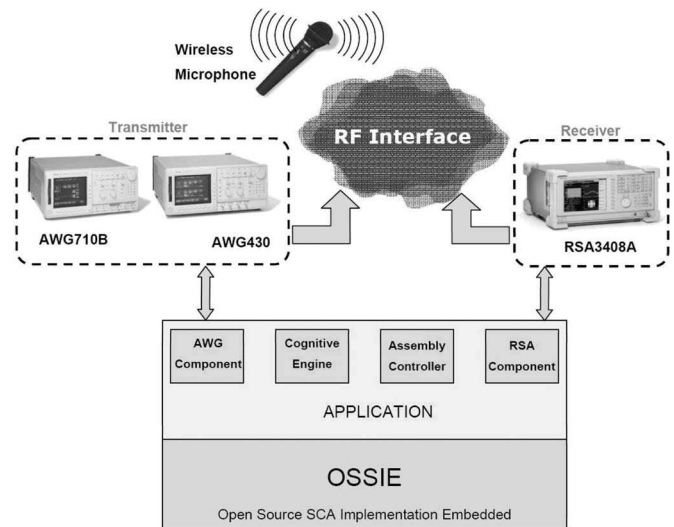 Wireless
Microphone
Transmitter
RF Interface
Receiver
AWG710B
AWG430
RSA3408A
AWG
Component
Cognitive
Engine
Assembly
Controller
RSA
Component
APPLICATION
OSSIE
Open Source SCA Implementation Embedded